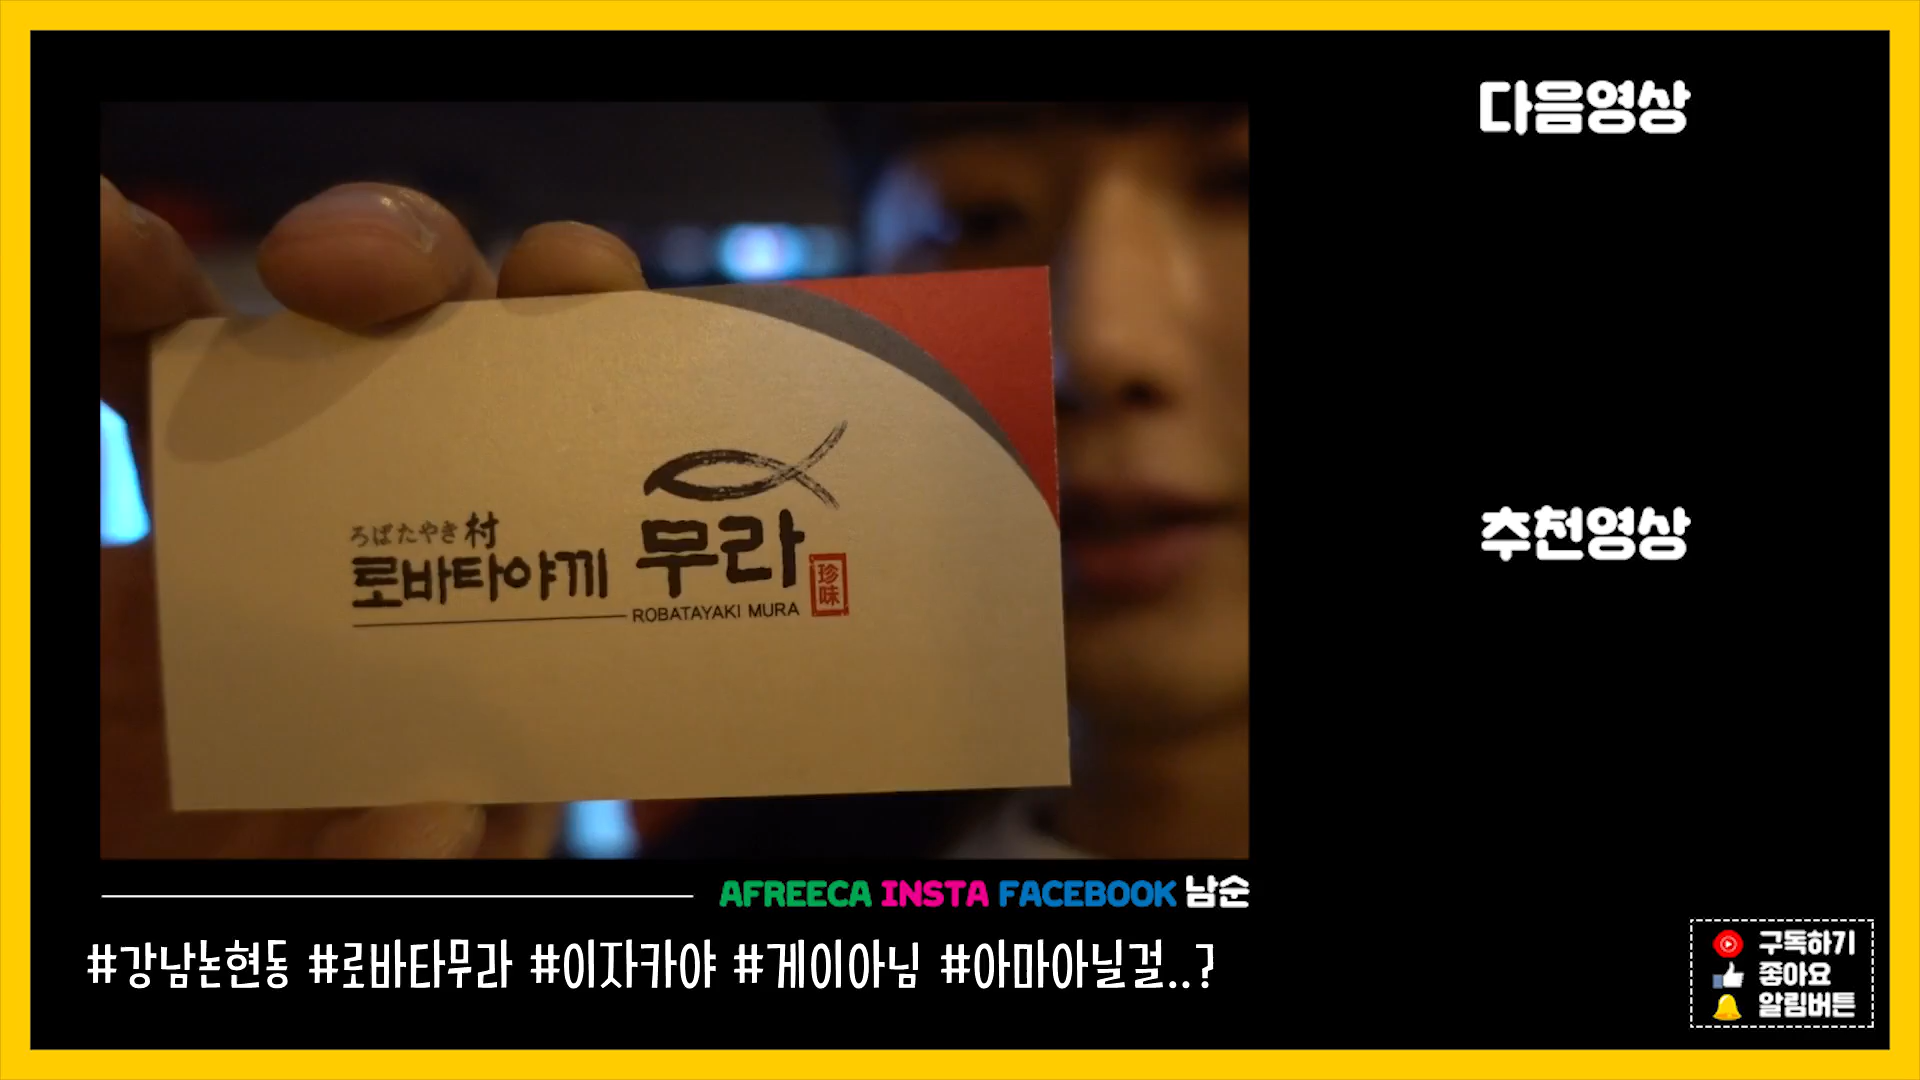 다음영상
ろばたやき村
로바타야끼 무라
ROBATAYAKI MURA
珍味
추천영상
AFREECA INSTA FACEBOOK 남순
#강남논현동 #로바타무라 #이자카야 #게이아님 #아마아닐걸..?
구독하기
좋아요
알림버튼